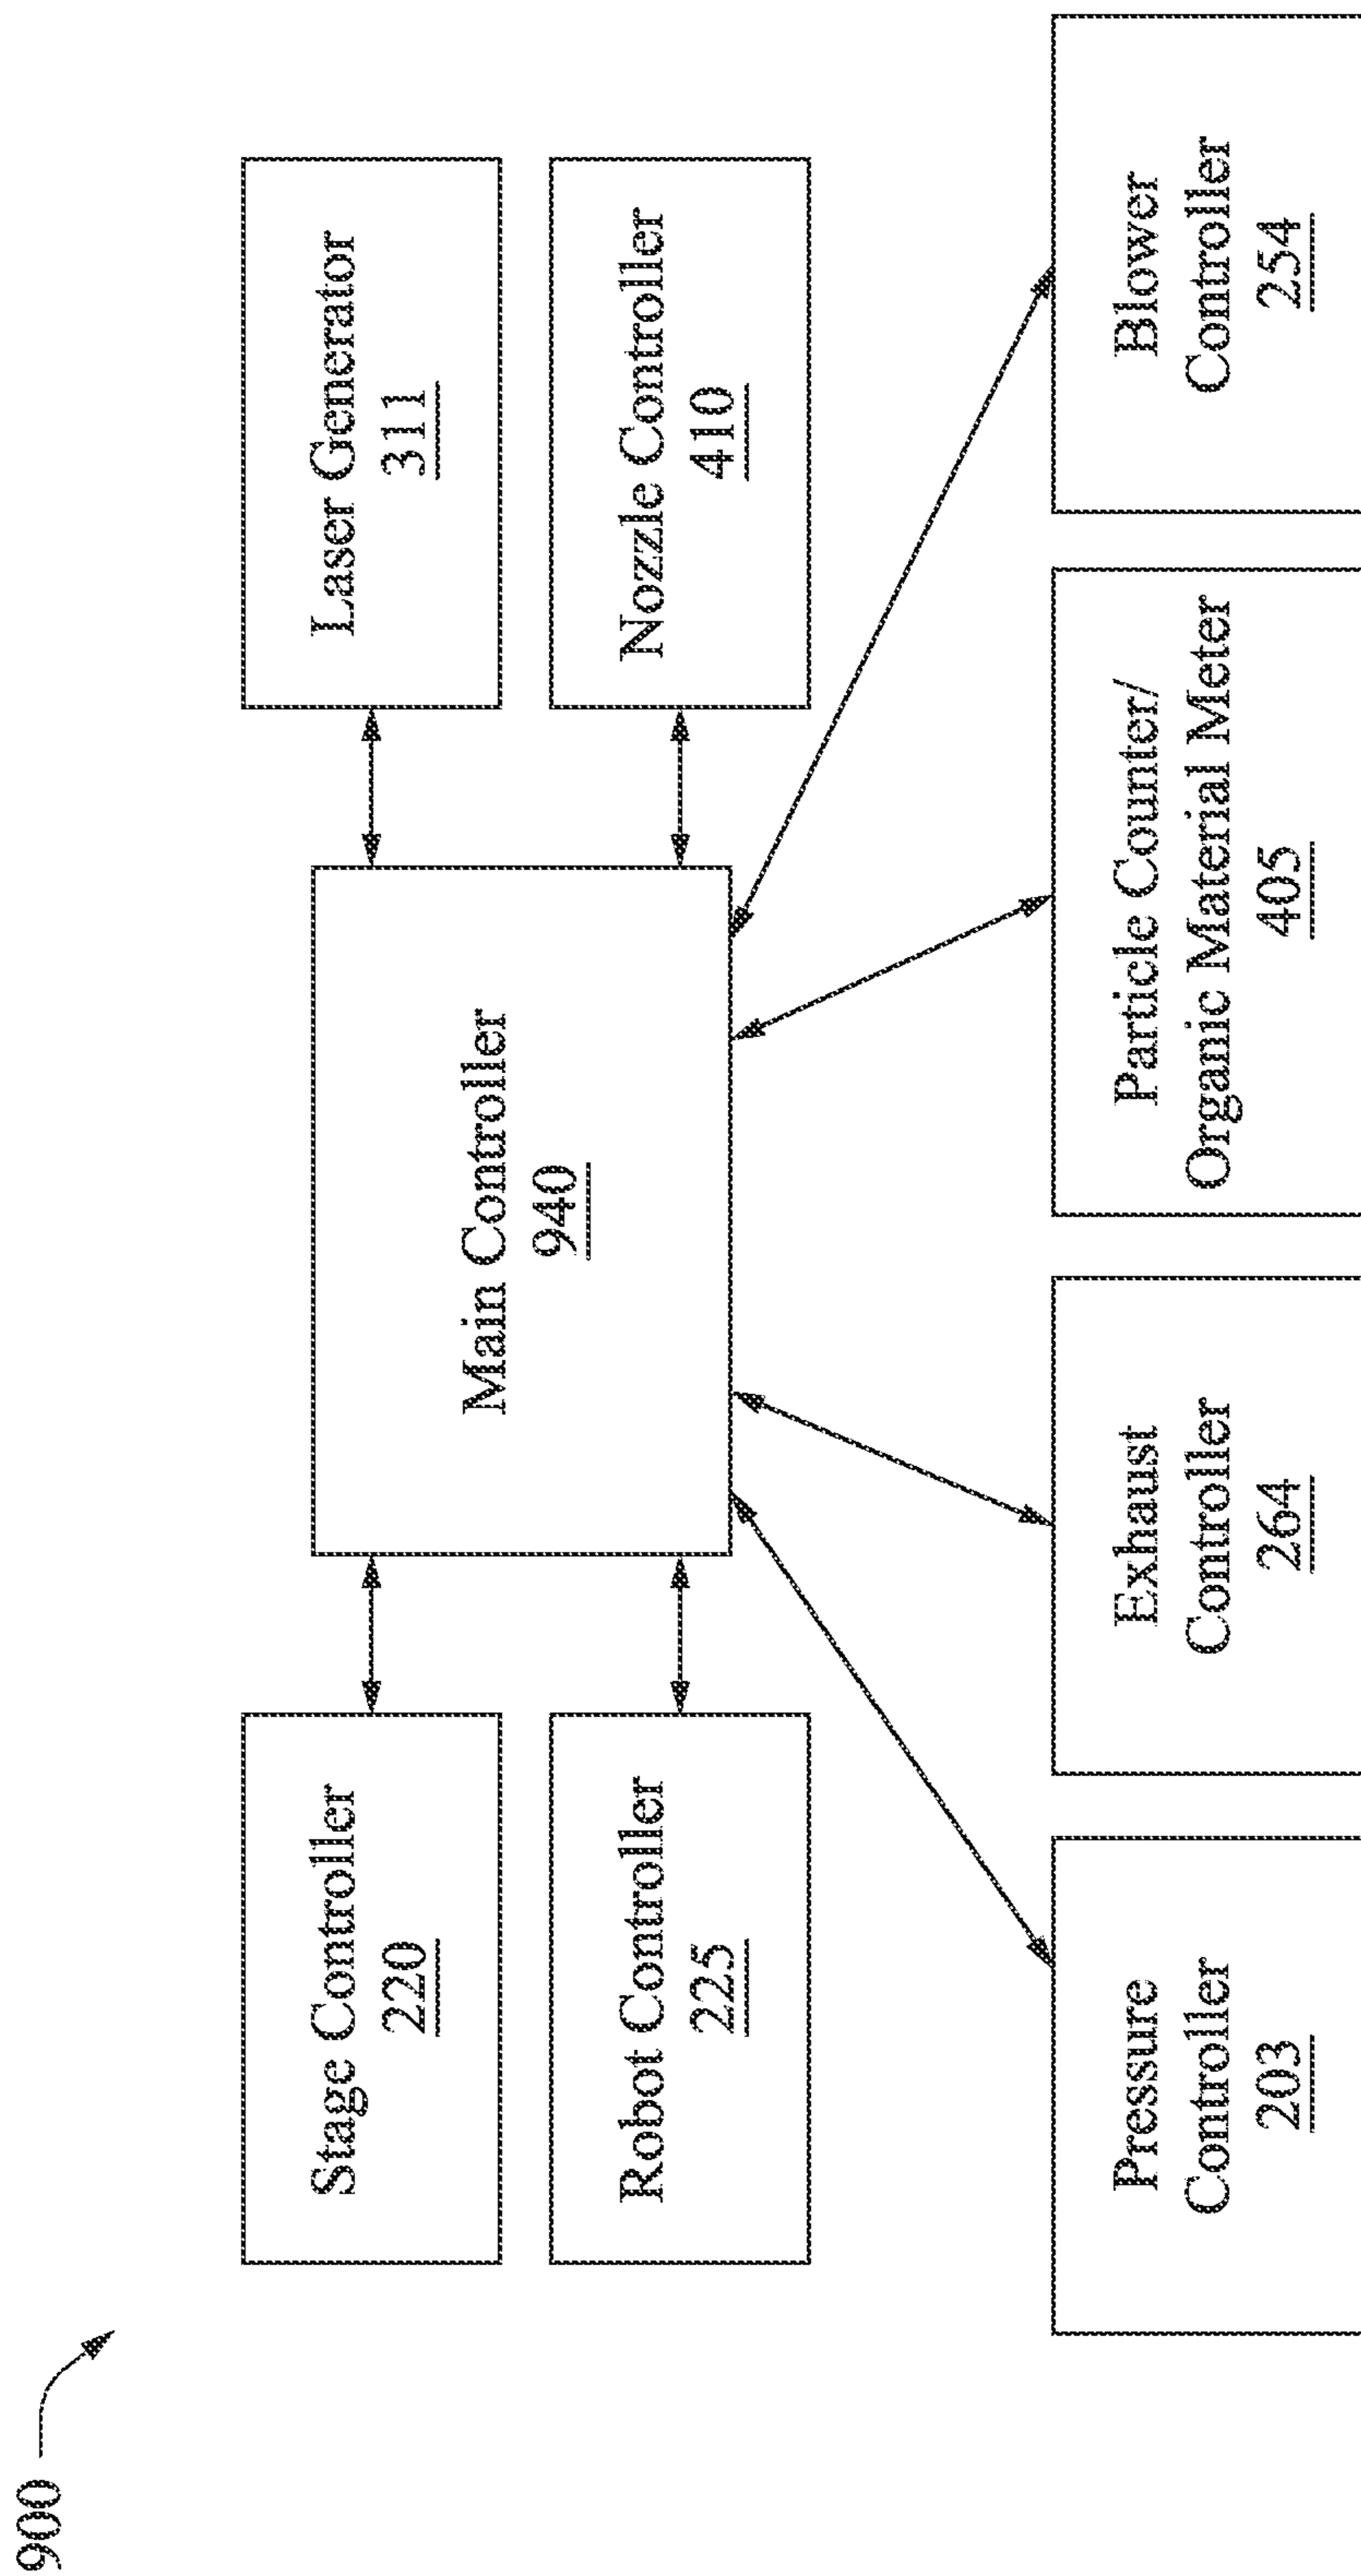 900
Stage Controller
220
Robot Controller
225
Main Controller
940
Laser Generator
311
Nozzle Controller
410
Pressure
Controller
203
Exhaust
Controller
264
Particle Counter/
Organic Material Meter
405
Blower
Controller
254